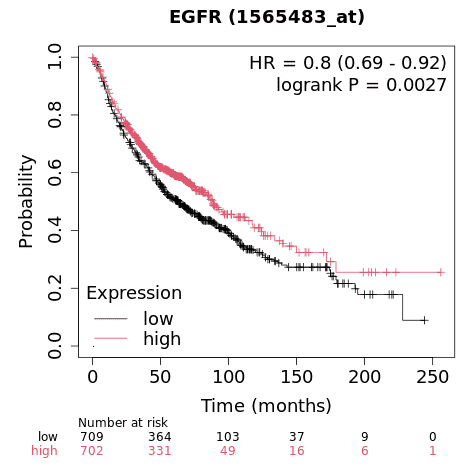 EGFR (1565483_at)
HR = 0.8 (0.69 - 0.92)
logrank P = 0.0027
1.0
0.8
0.6
0.4
0.2
0.0
Probability
Expression
low
high
0 50 100 150 200 250
Time (months)
Number at risk
low 709 364 103 37 9 0
high 702 331 49 16 6 1